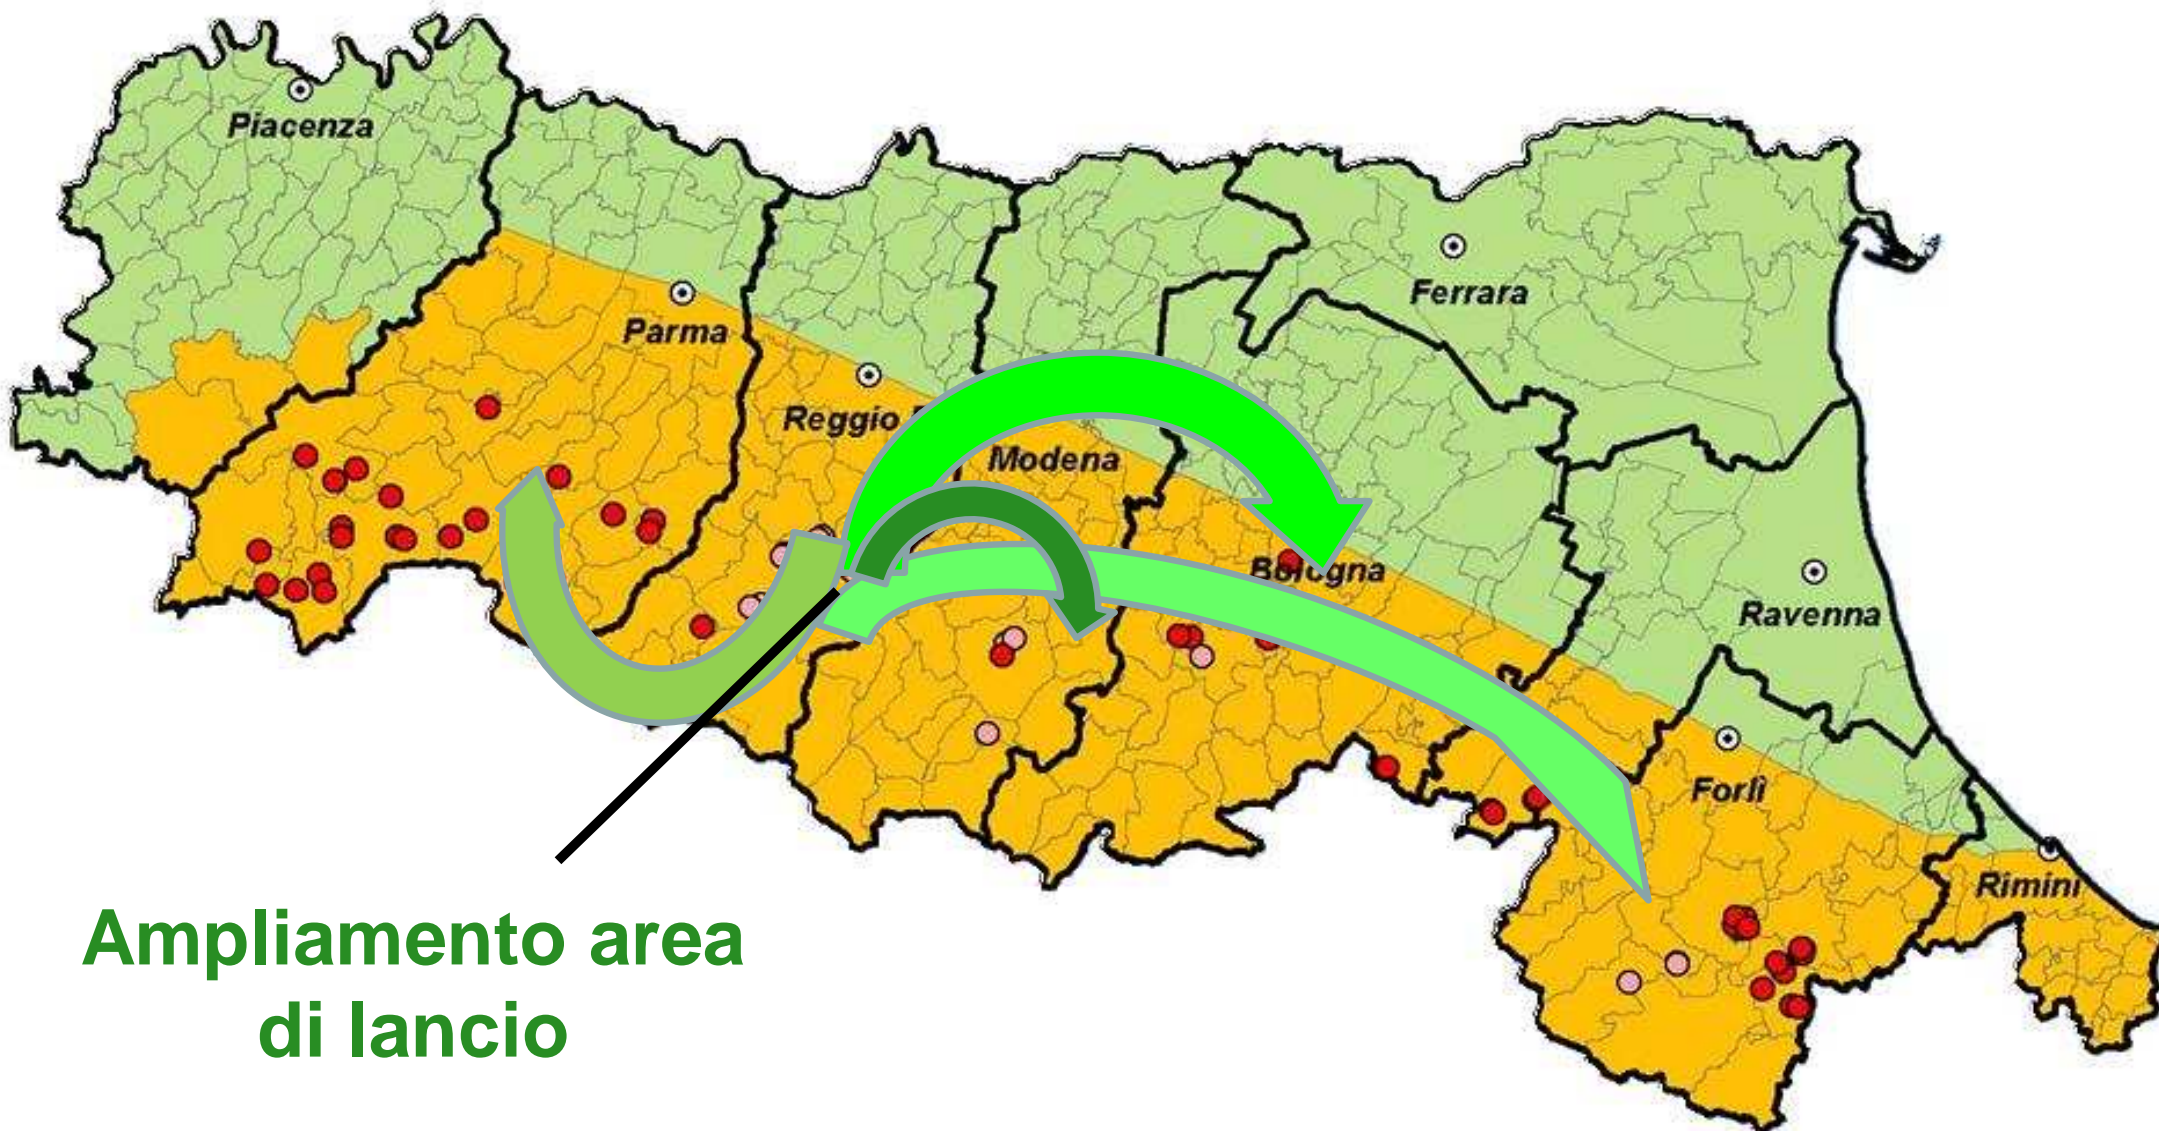 Piacenza
Parma
Ferrara
Reggio
Modena
Bologna
Ravenna
Forlì
Rimini
Ampliamento area
di lancio